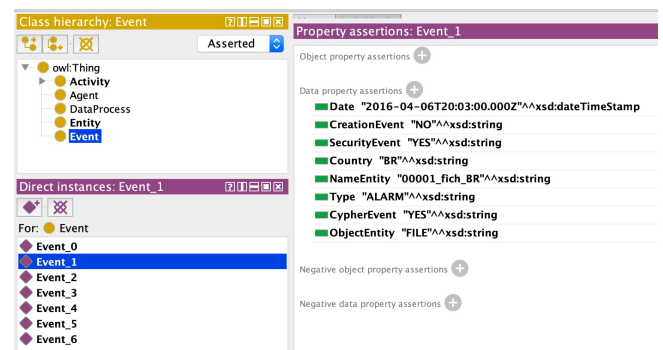 Class hierarchy: Event
Asserted
owl:Thing
Activity
Agent
DataProcess
Entity
Event
Direct instances: Event_1
For: Event
Event_0
Event_1
Event_2
Event_3
Event_4
Event_5
Event_6
Property assertions: Event_1
Object property assertions
Data property assertions
Date "2016-04-06T20:03:00.000Z"^^xsd:dateTimeStamp
CreationEvent "NO"^^xsd:string
SecurityEvent "YES"^^xsd:string
Country "BR"^^xsd:string
NameEntity "00001_fich_BR"^^xsd:string
Type "ALARM"^^xsd:string
CypherEvent "YES"^^xsd:string
ObjectEntity "FILE"^^xsd:string
Negative object property assertions
Negative data property assertions